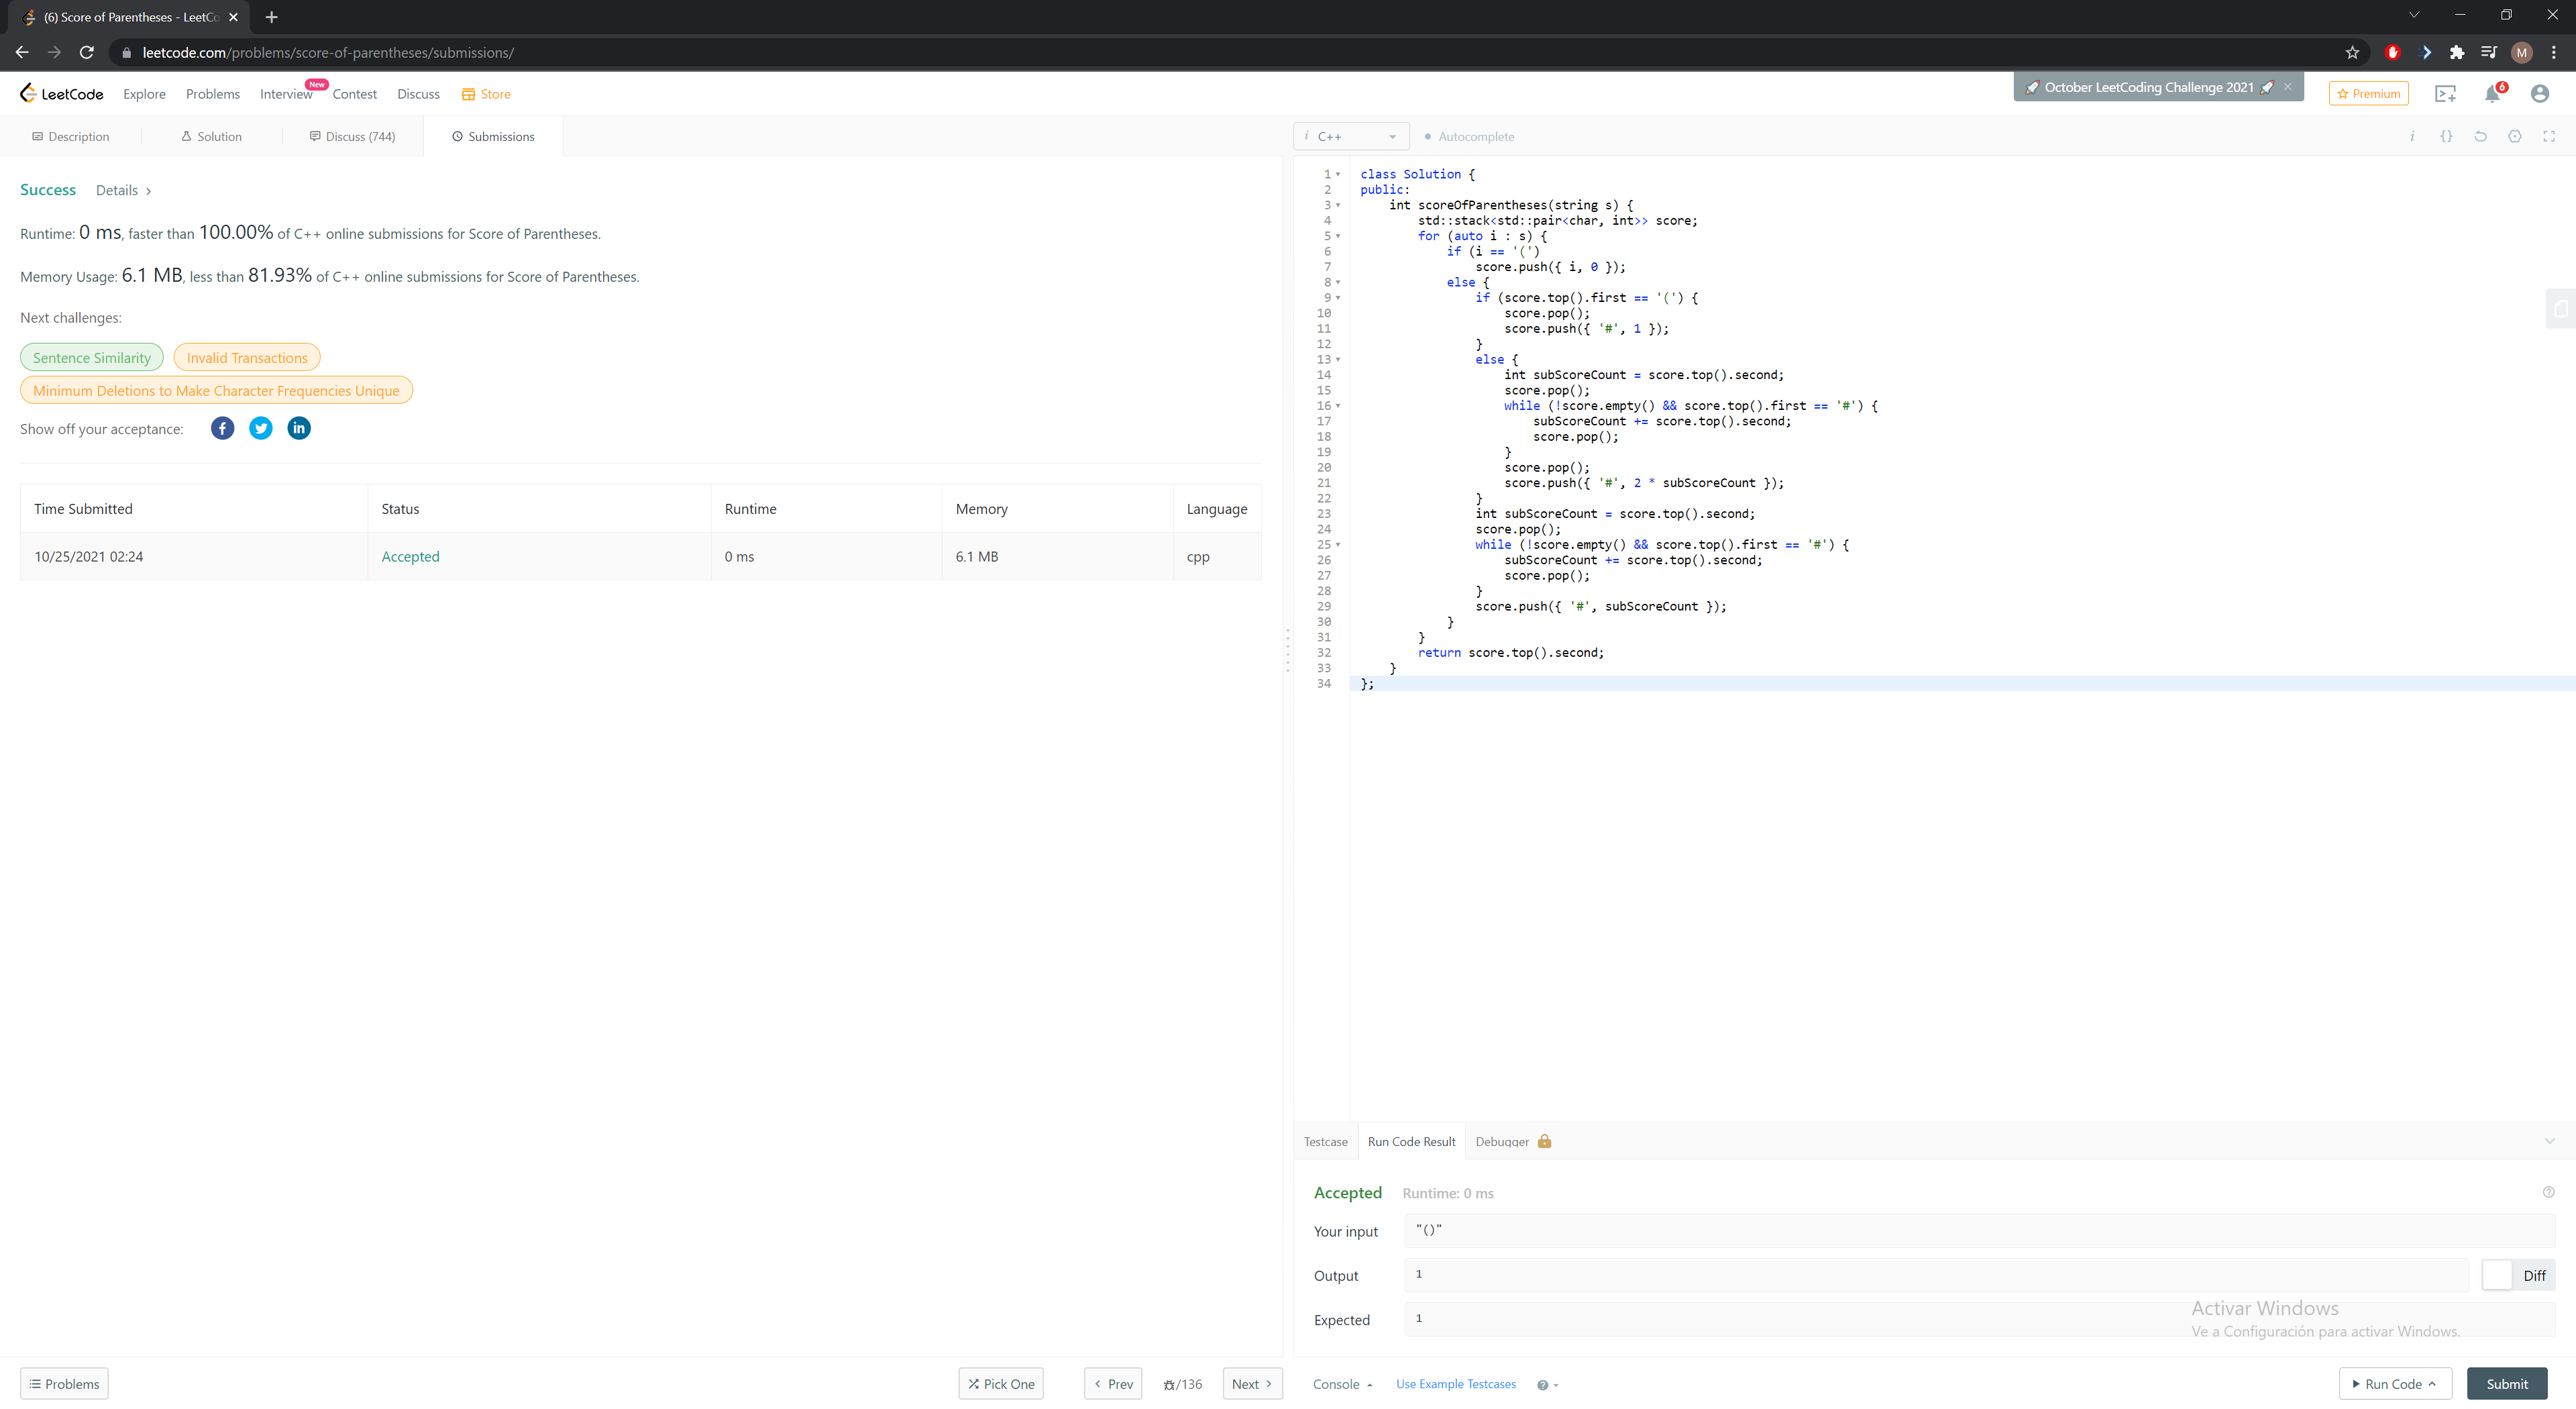 (6) Score of Parentheses - LeetCo
leetcode.com/problems/score-of-parentheses/submissions/
M
LeetCode Explore Problems Interview New Contest Discuss Store
🚀 October LeetCoding Challenge 2021 🚀 ×
Premium 6
Description Solution Discuss (744) Submissions
i C++ Autocomplete
i {}
Success Details >
Runtime: 0 ms, faster than 100.00% of C++ online submissions for Score of Parentheses.
Memory Usage: 6.1 MB, less than 81.93% of C++ online submissions for Score of Parentheses.
Next challenges:
Sentence Similarity Invalid Transactions
Minimum Deletions to Make Character Frequencies Unique
Show off your acceptance: f in
Time Submitted Status Runtime Memory Language
10/25/2021 02:24 Accepted 0 ms 6.1 MB cpp
1 class Solution {
2 public:
3     int scoreOfParentheses(string s) {
4         std::stack<std::pair<char, int>> score;
5         for (auto i : s) {
6             if (i == '(')
7                 score.push({ i, 0 });
8             else {
9                 if (score.top().first == '(') {
10                     score.pop();
11                     score.push({ '#', 1 });
12                 }
13                 else {
14                     int subScoreCount = score.top().second;
15                     score.pop();
16                     while (!score.empty() && score.top().first == '#') {
17                         subScoreCount += score.top().second;
18                         score.pop();
19                     }
20                     score.pop();
21                     score.push({ '#', 2 * subScoreCount });
22                 }
23                 int subScoreCount = score.top().second;
24                 score.pop();
25                 while (!score.empty() && score.top().first == '#') {
26                     subScoreCount += score.top().second;
27                     score.pop();
28                 }
29                 score.push({ '#', subScoreCount });
30             }
31         }
32         return score.top().second;
33     }
34 };
Testcase Run Code Result Debugger
Accepted Runtime: 0 ms
Your input "()"
Output 1 Diff
Expected 1
Activar Windows
Ve a Configuración para activar Windows.
Problems Pick One < Prev /136 Next > Console Use Example Testcases ? Run Code Submit